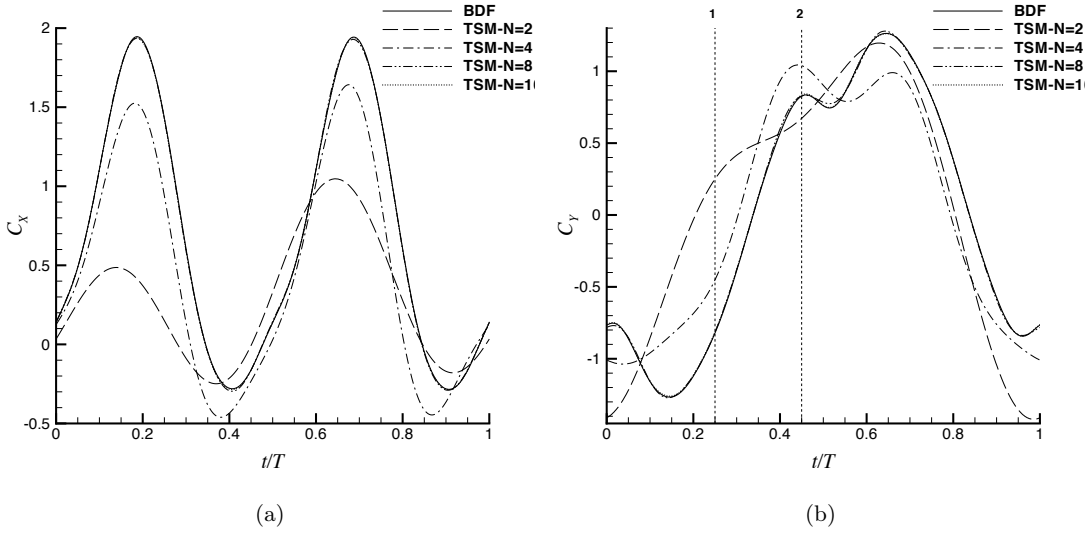 BDF
TSM-N=2
TSM-N=4
TSM-N=8
TSM-N=1
2
1.5
1
0.5
0
-0.5
0
0.2
0.4
0.6
0.8
1
C_X
t/T
(a)
1
2
BDF
TSM-N=2
TSM-N=4
TSM-N=8
TSM-N=1
1
0.5
0
-0.5
-1
0
0.2
0.4
0.6
0.8
1
C_Y
t/T
(b)